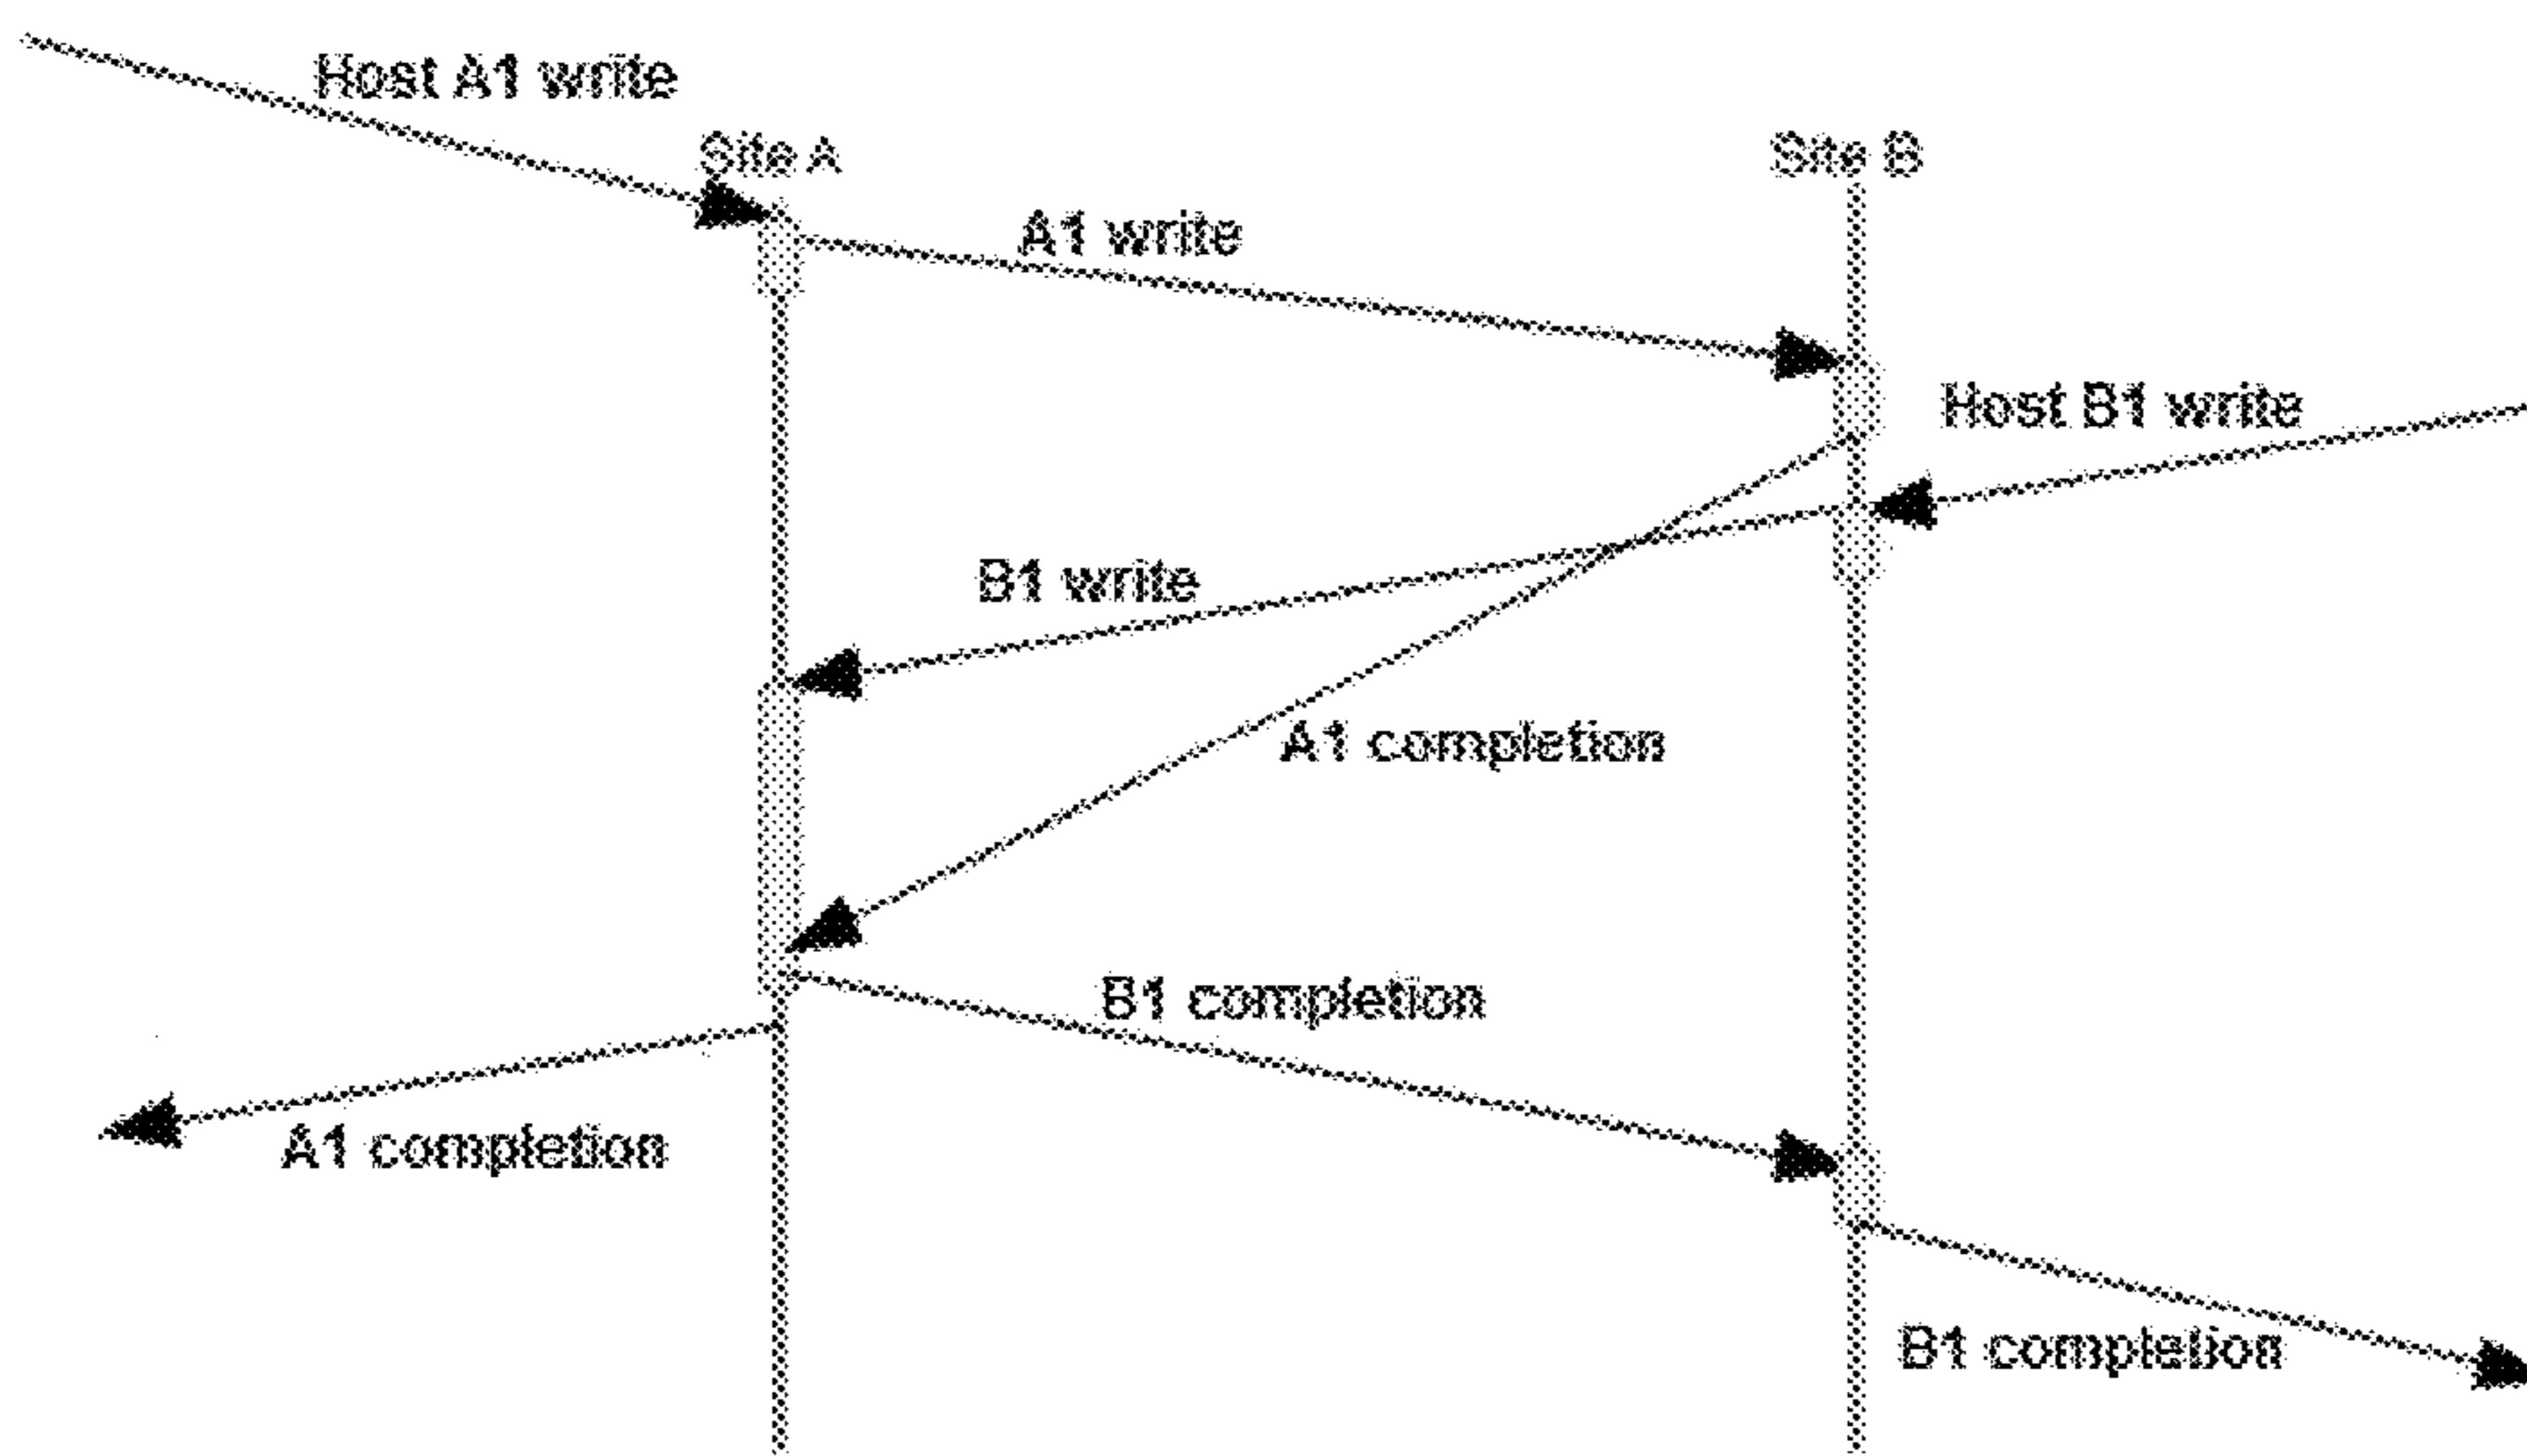 Host A1 write
Site A
Site B
A1 write
Host B1 write
B1 write
A1 completion
B1 completion
A1 completion
B1 completion